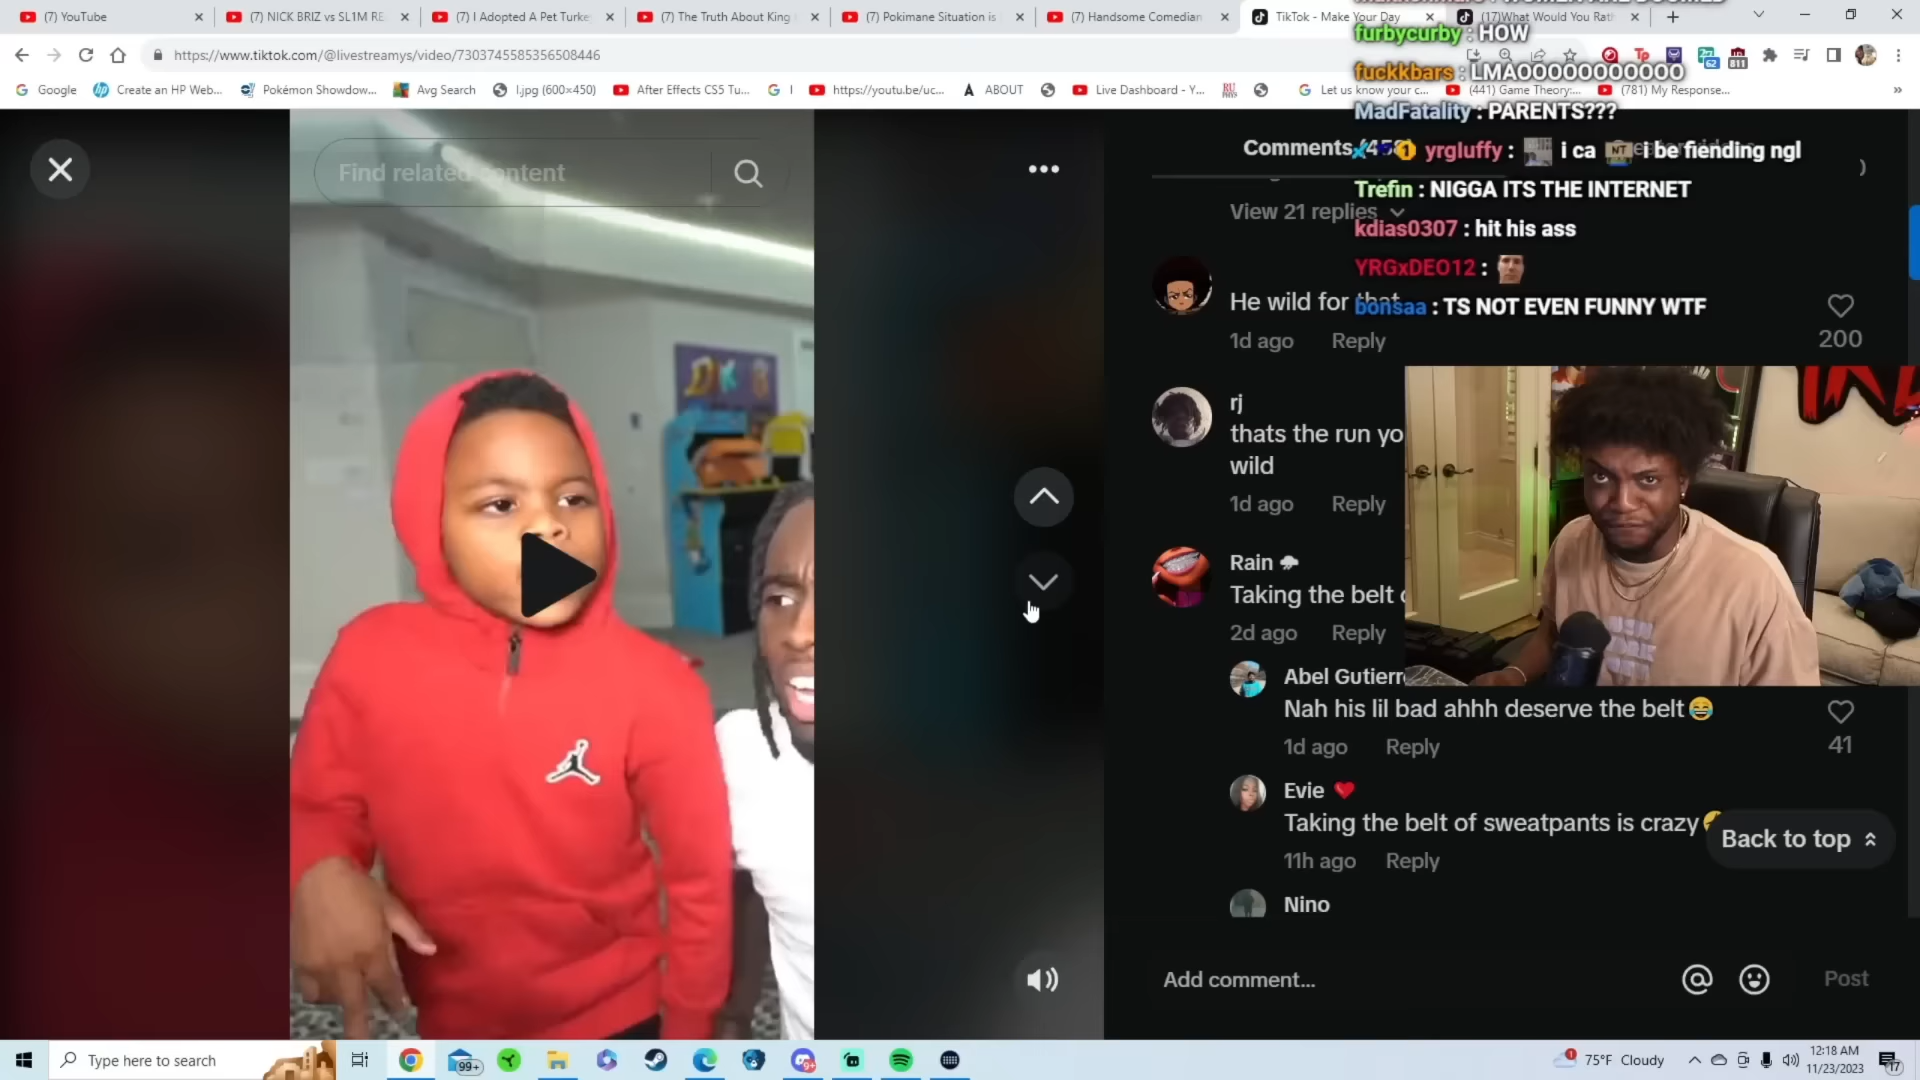 (7) YouTube
(7) NICK BRIZ vs SL1M RE
(7) I Adopted A Pet Turke
(7) The Truth About King
(7) Pokimane Situation is
(7) Handsome Comedian
TikTok - Make Your Day
(17)What Would You Rath
https://www.tiktok.com/@livestreamys/video/7303745585356508446
62
811
Google
Create an HP Web...
Pokémon Showdow...
Avg Search
l.jpg (600×450)
After Effects CS5 Tu...
https://youtu.be/uc...
ABOUT
Live Dashboard - Y...
Let us know your c...
(441) Game Theory:...
(781) My Response...
furbycurby : HOW
fuckkbars : LMAOOOOOOOOOOO
MadFatality : PARENTS???
yrgluffy : i ca NT i be fiending ngl
Trefin : NIGGA ITS THE INTERNET
kdias0307 : hit his ass
YRGxDEO12 :
bonsaa : TS NOT EVEN FUNNY WTF
Find related content
Comments
View 21 replies
He wild for that
1d ago Reply
200
rj
thats the run yo
wild
1d ago Reply
Rain
Taking the belt
2d ago Reply
Abel Gutierr
Nah his lil bad ahhh deserve the belt😂
1d ago Reply
41
Evie ❤️
Taking the belt of sweatpants is crazy
11h ago Reply
Back to top
Nino
Add comment...
Post
Type here to search
99+
75°F Cloudy
12:18 AM
11/23/2023
17